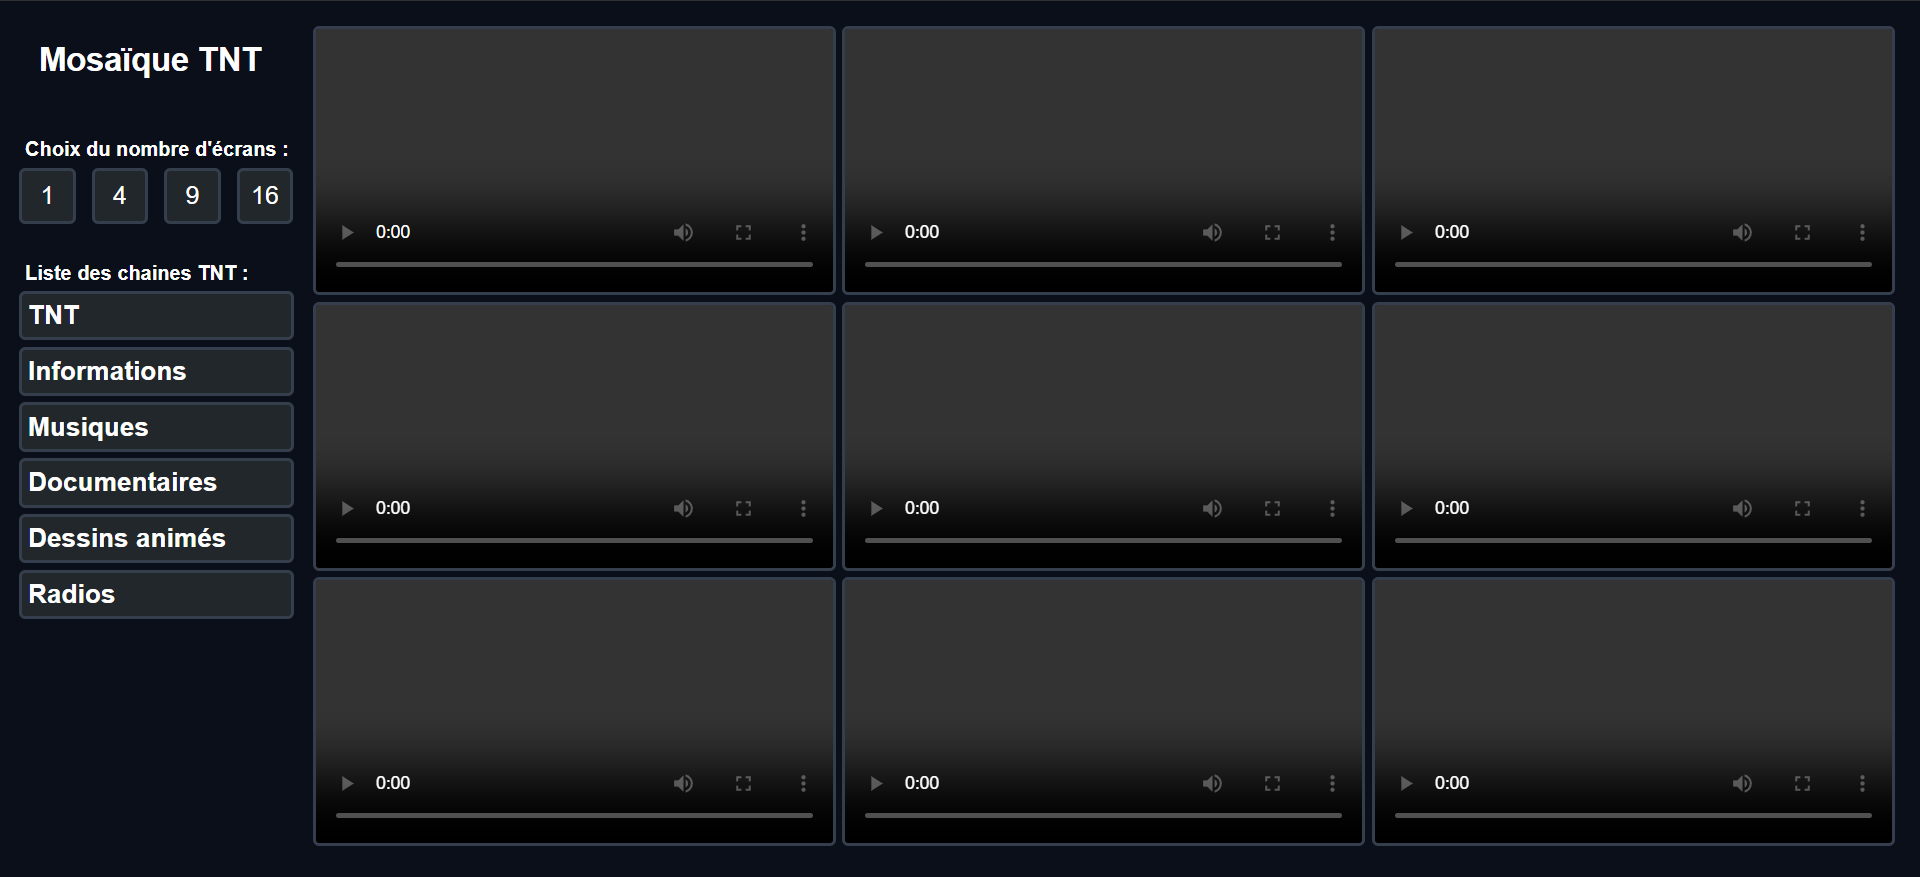 Mosaïque TNT
Choix du nombre d'écrans :
1 4 9 16
Liste des chaines TNT :
TNT
Informations
Musiques
Documentaires
Dessins animés
Radios
0:00 0:00 0:00
0:00 0:00 0:00
0:00 0:00 0:00